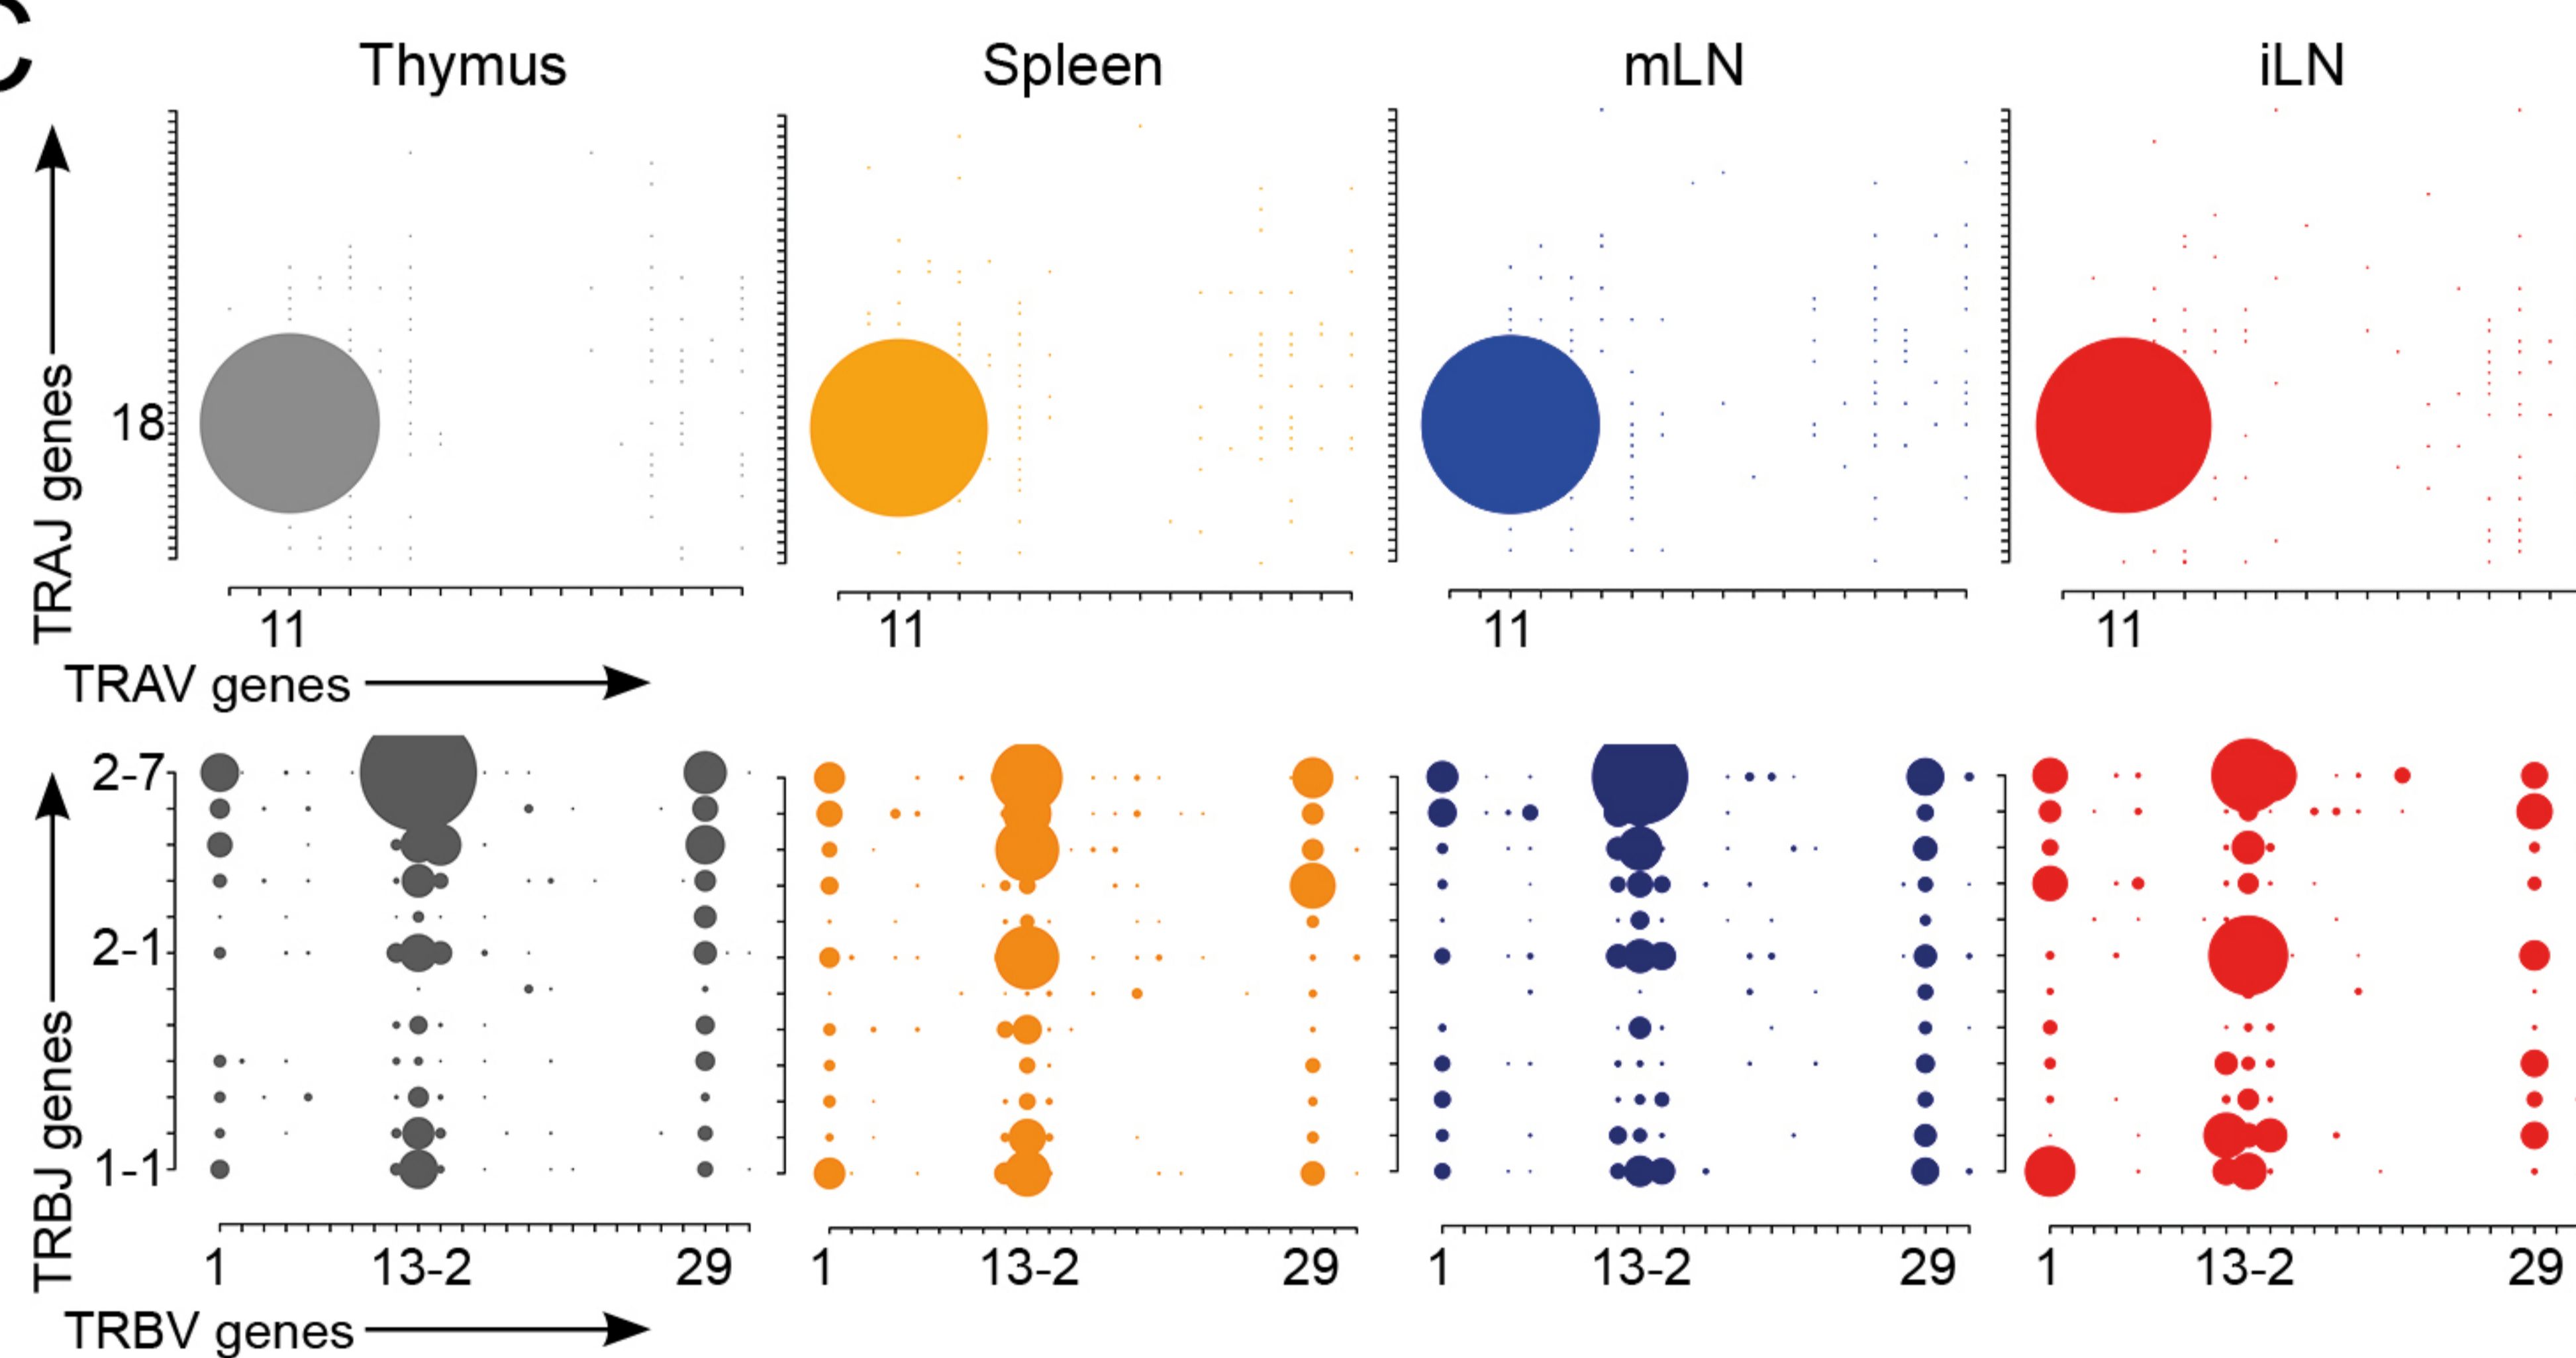 C
Thymus Spleen mLN iLN
TRAJ genes
18
11 11 11 11
TRAV genes
2-7
2-1
1-1
TRBJ genes
1 13-2 29 1 13-2 29 1 13-2 29 1 13-2 29
TRBV genes